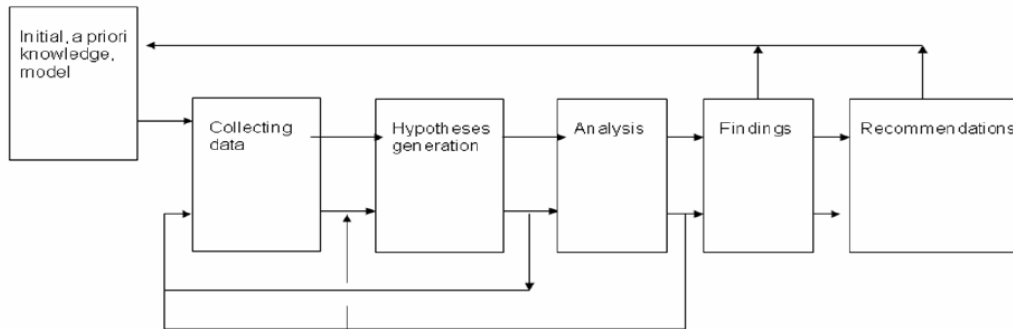 Initial, a priori
knowledge,
model
Collecting
data
Hypotheses
generation
Analysis
Findings
Recommendations